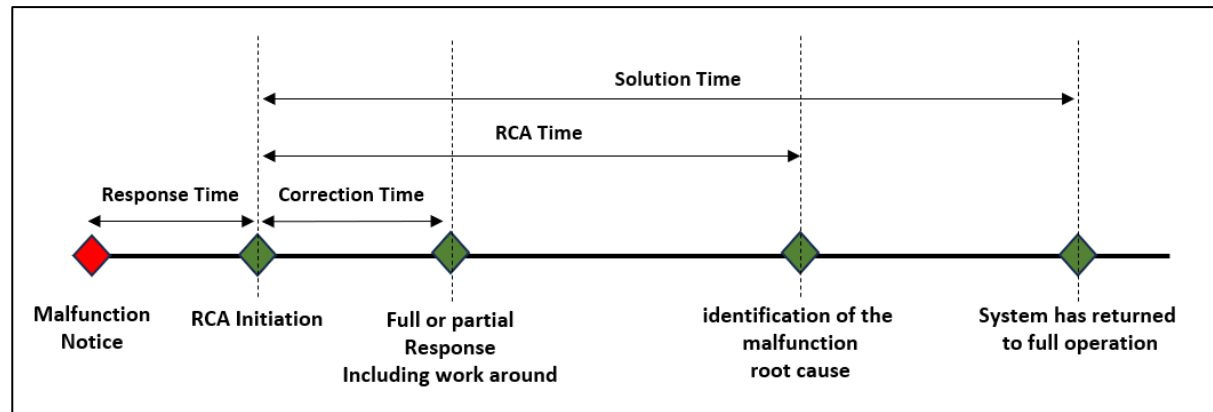 Solution Time
RCA Time
Response Time
Correction Time
Malfunction
Notice
RCA Initiation
Full or partial
Response
Including work around
identification of the
malfunction
root cause
System has returned
to full operation